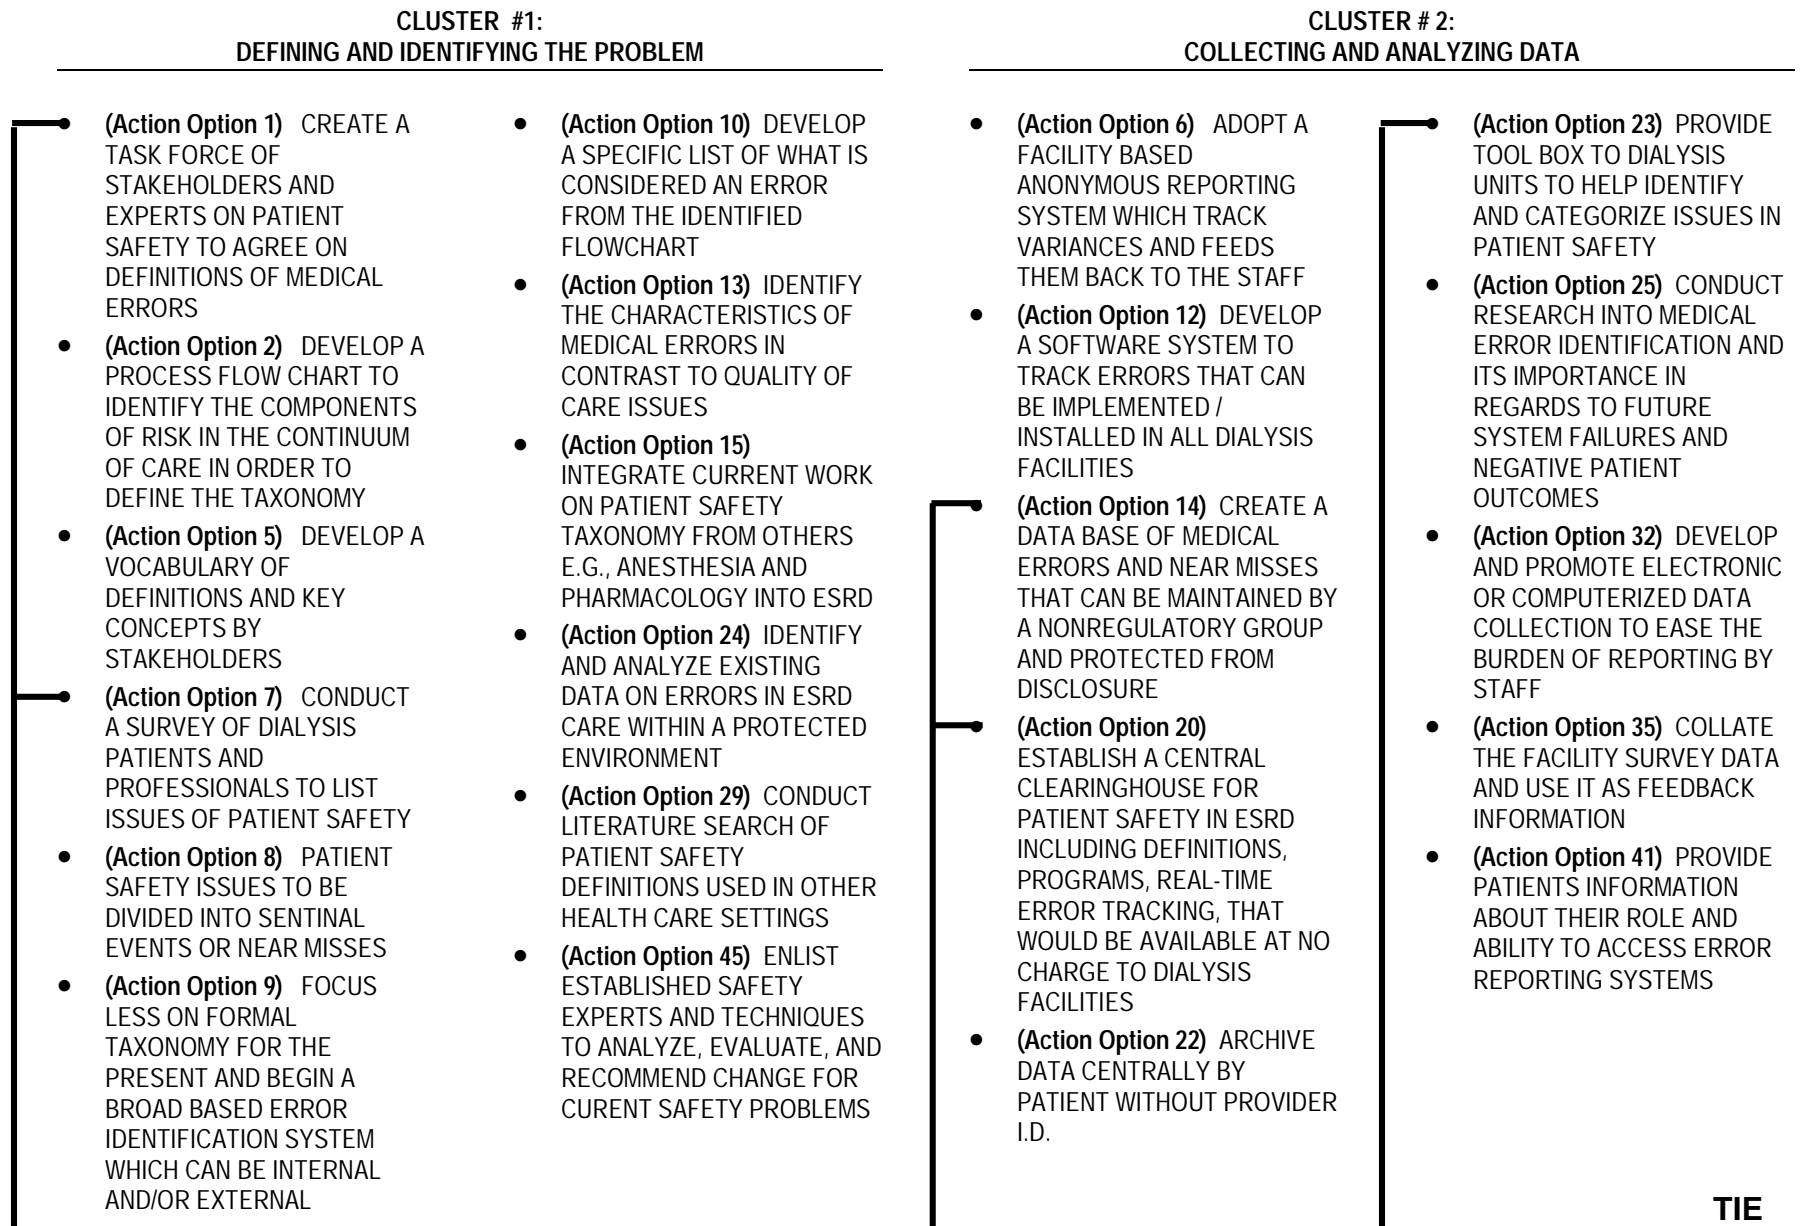 CLUSTER #1:
DEFINING AND IDENTIFYING THE PROBLEM
• (Action Option 1) CREATE A
TASK FORCE OF
STAKEHOLDERS AND
EXPERTS ON PATIENT
SAFETY TO AGREE ON
DEFINITIONS OF MEDICAL
ERRORS
• (Action Option 2) DEVELOP A
PROCESS FLOW CHART TO
IDENTIFY THE COMPONENTS
OF RISK IN THE CONTINUUM
OF CARE IN ORDER TO
DEFINE THE TAXONOMY
• (Action Option 5) DEVELOP A
VOCABULARY OF
DEFINITIONS AND KEY
CONCEPTS BY
STAKEHOLDERS
• (Action Option 7) CONDUCT
A SURVEY OF DIALYSIS
PATIENTS AND
PROFESSIONALS TO LIST
ISSUES OF PATIENT SAFETY
• (Action Option 8) PATIENT
SAFETY ISSUES TO BE
DIVIDED INTO SENTINAL
EVENTS OR NEAR MISSES
• (Action Option 9) FOCUS
LESS ON FORMAL
TAXONOMY FOR THE
PRESENT AND BEGIN A
BROAD BASED ERROR
IDENTIFICATION SYSTEM
WHICH CAN BE INTERNAL
AND/OR EXTERNAL
• (Action Option 10) DEVELOP
A SPECIFIC LIST OF WHAT IS
CONSIDERED AN ERROR
FROM THE IDENTIFIED
FLOWCHART
• (Action Option 13) IDENTIFY
THE CHARACTERISTICS OF
MEDICAL ERRORS IN
CONTRAST TO QUALITY OF
CARE ISSUES
• (Action Option 15)
INTEGRATE CURRENT WORK
ON PATIENT SAFETY
TAXONOMY FROM OTHERS
E.G., ANESTHESIA AND
PHARMACOLOGY INTO ESRD
• (Action Option 24) IDENTIFY
AND ANALYZE EXISTING
DATA ON ERRORS IN ESRD
CARE WITHIN A PROTECTED
ENVIRONMENT
• (Action Option 29) CONDUCT
LITERATURE SEARCH OF
PATIENT SAFETY
DEFINITIONS USED IN OTHER
HEALTH CARE SETTINGS
• (Action Option 45) ENLIST
ESTABLISHED SAFETY
EXPERTS AND TECHNIQUES
TO ANALYZE, EVALUATE, AND
RECOMMEND CHANGE FOR
CURENT SAFETY PROBLEMS
CLUSTER # 2:
COLLECTING AND ANALYZING DATA
• (Action Option 6) ADOPT A
FACILITY BASED
ANONYMOUS REPORTING
SYSTEM WHICH TRACK
VARIANCES AND FEEDS
THEM BACK TO THE STAFF
• (Action Option 12) DEVELOP
A SOFTWARE SYSTEM TO
TRACK ERRORS THAT CAN
BE IMPLEMENTED /
INSTALLED IN ALL DIALYSIS
FACILITIES
• (Action Option 14) CREATE A
DATA BASE OF MEDICAL
ERRORS AND NEAR MISSES
THAT CAN BE MAINTAINED BY
A NONREGULATORY GROUP
AND PROTECTED FROM
DISCLOSURE
• (Action Option 20)
ESTABLISH A CENTRAL
CLEARINGHOUSE FOR
PATIENT SAFETY IN ESRD
INCLUDING DEFINITIONS,
PROGRAMS, REAL-TIME
ERROR TRACKING, THAT
WOULD BE AVAILABLE AT NO
CHARGE TO DIALYSIS
FACILITIES
• (Action Option 22) ARCHIVE
DATA CENTRALLY BY
PATIENT WITHOUT PROVIDER
I.D.
• (Action Option 23) PROVIDE
TOOL BOX TO DIALYSIS
UNITS TO HELP IDENTIFY
AND CATEGORIZE ISSUES IN
PATIENT SAFETY
• (Action Option 25) CONDUCT
RESEARCH INTO MEDICAL
ERROR IDENTIFICATION AND
ITS IMPORTANCE IN
REGARDS TO FUTURE
SYSTEM FAILURES AND
NEGATIVE PATIENT
OUTCOMES
• (Action Option 32) DEVELOP
AND PROMOTE ELECTRONIC
OR COMPUTERIZED DATA
COLLECTION TO EASE THE
BURDEN OF REPORTING BY
STAFF
• (Action Option 35) COLLATE
THE FACILITY SURVEY DATA
AND USE IT AS FEEDBACK
INFORMATION
• (Action Option 41) PROVIDE
PATIENTS INFORMATION
ABOUT THEIR ROLE AND
ABILITY TO ACCESS ERROR
REPORTING SYSTEMS
TIE